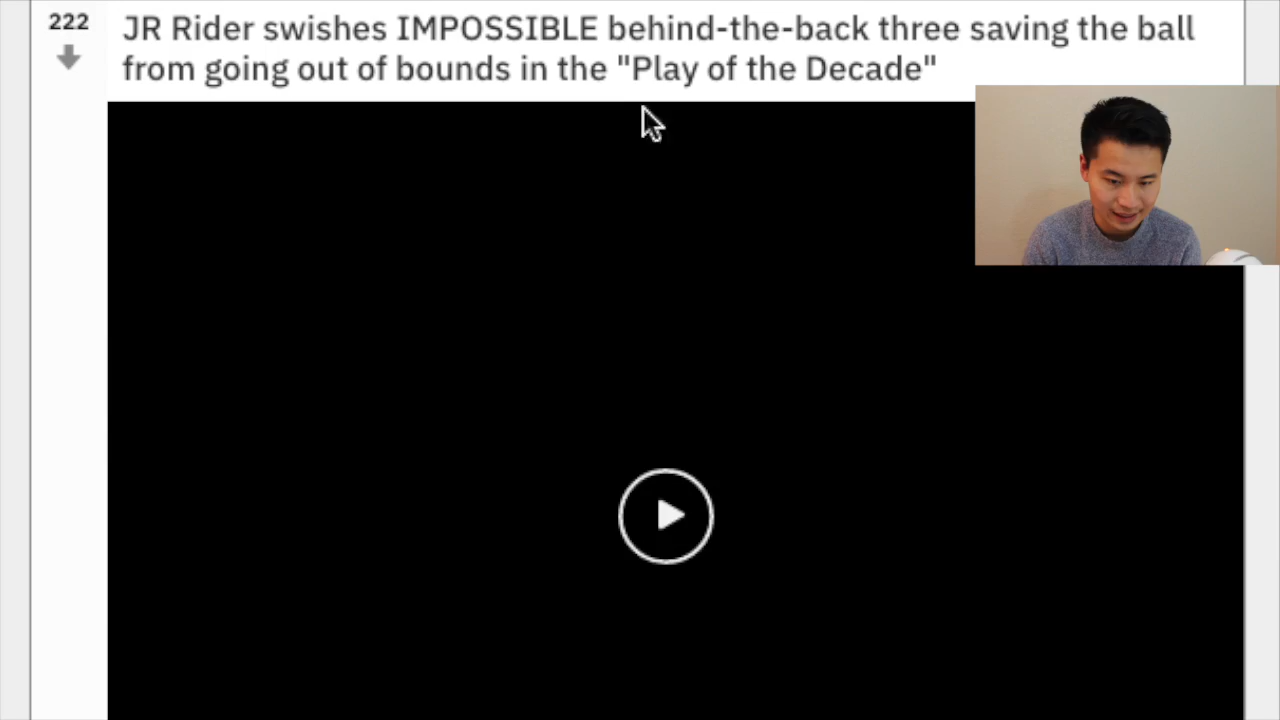 222
JR Rider swishes IMPOSSIBLE behind-the-back three saving the ball
from going out of bounds in the "Play of the Decade"